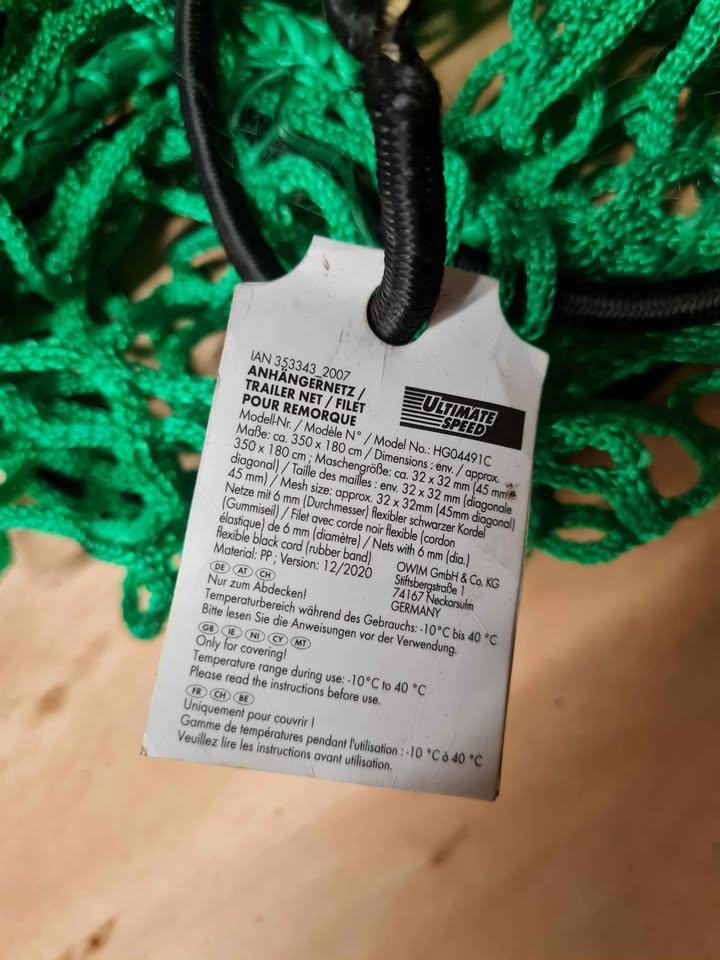 IAN 353343_2007
ANHÄNGERNETZ /
TRAILER NET / FILET
POUR REMORQUE
ULTIMATE
SPEED
Modell-Nr. / Modèle N° / Model No.: HG04491C
Maße: ca. 350 x 180 cm / Dimensions : env. / approx.
350 x 180 cm ; Maschengröße: ca. 32 x 32 mm (45 mm
diagonal) / Taille des mailles : env. 32 x 32 mm (diagonale
45 mm) / Mesh size: approx. 32 x 32mm (45mm diagonal)
Netze mit 6 mm (Durchmesser) flexibler schwarzer Kordel
(Gummiseil) / Filet avec corde noir flexible (cordon
élastique) de 6 mm (diamètre) / Nets with 6 mm (dia.)
flexible black cord (rubber band)
Material: PP ; Version: 12/2020
OWIM GmbH & Co. KG
Stiftsbergstraße 1
74167 Neckarsulm
GERMANY
DE AT CH
Nur zum Abdecken!
Temperaturbereich während des Gebrauchs: -10°C bis 40 °C
Bitte lesen Sie die Anweisungen vor der Verwendung.
GB IE NI CY MT
Only for covering!
Temperature range during use: -10°C to 40 °C
Please read the instructions before use.
FR CH BE
Uniquement pour couvrir !
Gamme de températures pendant l'utilisation : -10 °C à 40 °C
Veuillez lire les instructions avant utilisation.